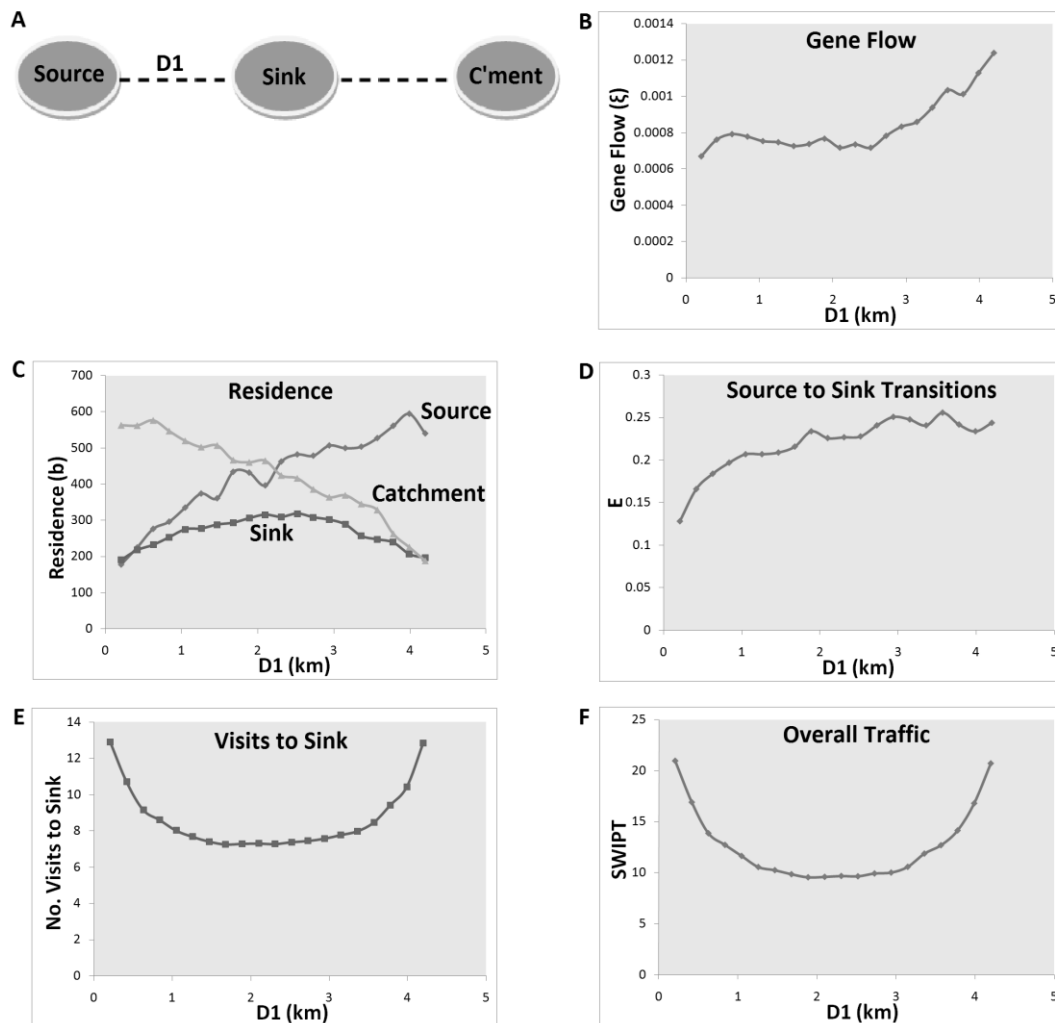 A
Source
D1
Sink
C'ment
B
Gene Flow
Gene Flow (ξ)
0.0014
0.0012
0.001
0.0008
0.0006
0.0004
0.0002
0
0 1 2 3 4 5
D1 (km)
C
Residence
Residence (b)
700
600
500
400
300
200
100
0
Source
Catchment
Sink
0 1 2 3 4 5
D1 (km)
D
Source to Sink Transitions
E
0.3
0.25
0.2
0.15
0.1
0.05
0
0 1 2 3 4 5
D1 (km)
E
Visits to Sink
No. Visits to Sink
14
12
10
8
6
4
2
0
0 1 2 3 4 5
D1 (km)
F
Overall Traffic
SWIPT
25
20
15
10
5
0
0 1 2 3 4 5
D1 (km)